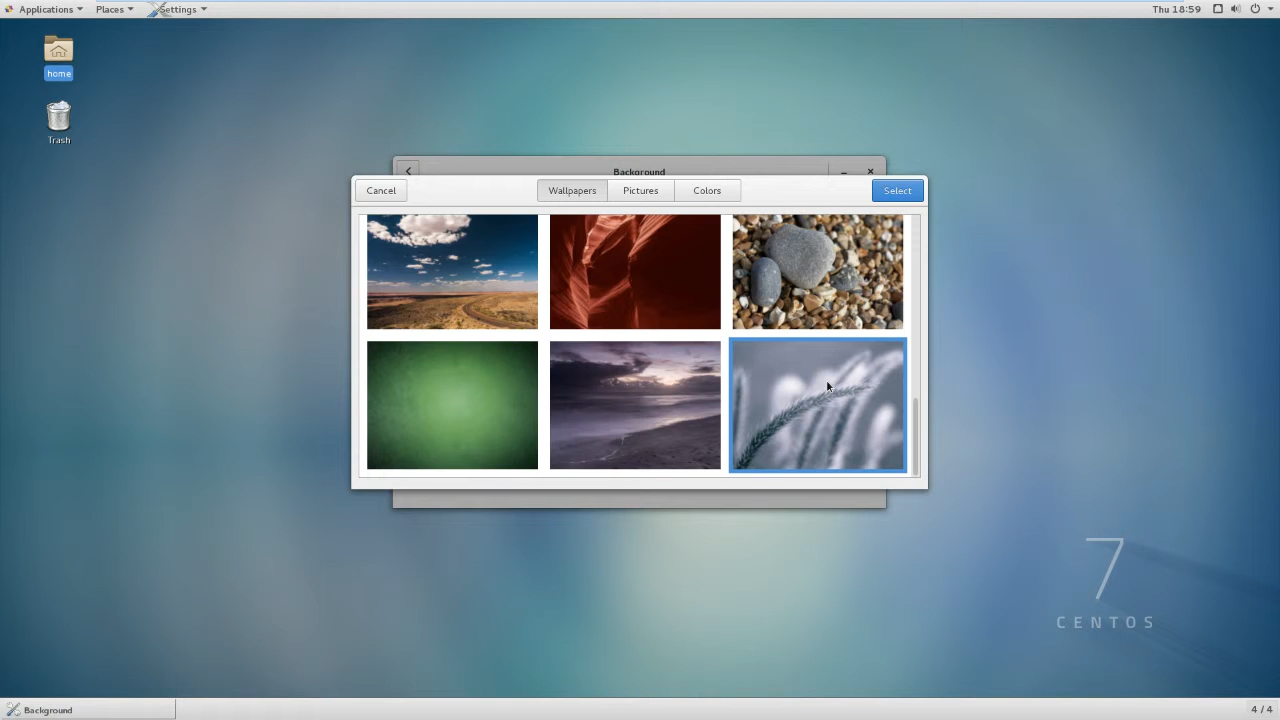 Applications Places Settings Thu 18:59
home
Trash
Background
Cancel Wallpapers Pictures Colors Select
7
CENTOS
Background 4 / 4